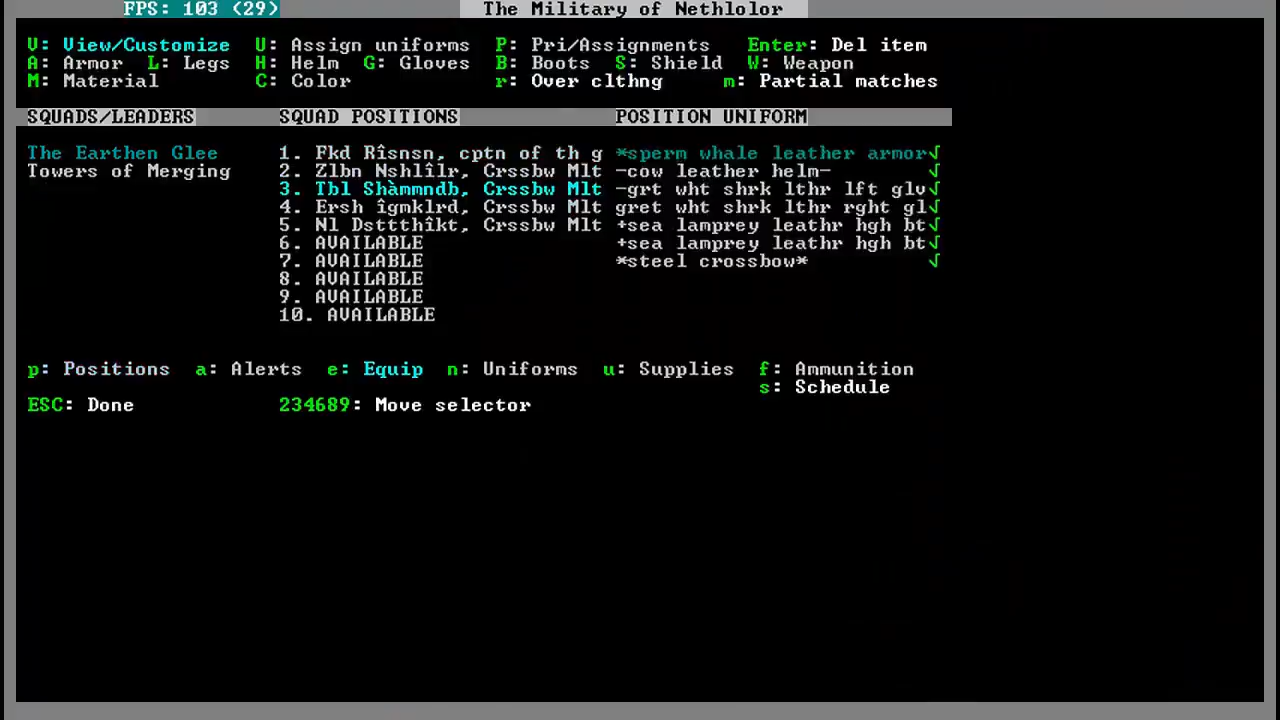 FPS: 103 (29) The Military of Nethlolor
V: View/Customize U: Assign uniforms P: Pri/Assignments Enter: Del item
A: Armor L: Legs H: Helm G: Gloves B: Boots S: Shield W: Weapon
M: Material C: Color r: Over clthng m: Partial matches
SQUADS/LEADERS SQUAD POSITIONS POSITION UNIFORM
The Earthen Glee 1. Fkd Rîsnsn, cptn of th g *sperm whale leather armor√
Towers of Merging 2. Zlbn Nshlîlr, Crssbw Mlt -cow leather helm- √
3. Tbl Shàmmndb, Crssbw Mlt -grt wht shrk lthr lft glv√
4. Ersh îgmklrd, Crssbw Mlt gret wht shrk lthr rght gl√
5. Nl Dsttthîkt, Crssbw Mlt +sea lamprey leathr hgh bt√
6. AVAILABLE +sea lamprey leathr hgh bt√
7. AVAILABLE *steel crossbow* √
8. AVAILABLE
9. AVAILABLE
10. AVAILABLE
p: Positions a: Alerts e: Equip n: Uniforms u: Supplies f: Ammunition
s: Schedule
ESC: Done 234689: Move selector